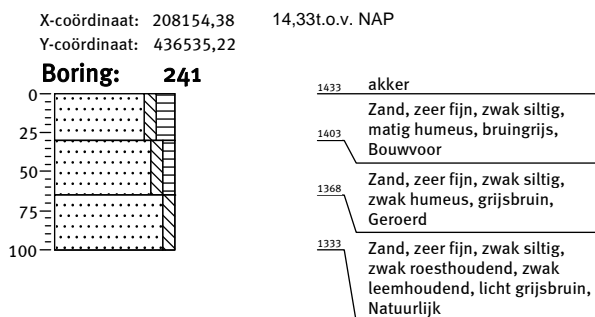 X-coördinaat: 208154,38 14,33t.o.v. NAP
Y-coördinaat: 436535,22
Boring: 241
0
25
50
75
100
1433 akker
Zand, zeer fijn, zwak siltig,
matig humeus, bruingrijs,
1403
Bouwvoor
Zand, zeer fijn, zwak siltig,
1368
zwak humeus, grijsbruin,
Geroerd
1333
Zand, zeer fijn, zwak siltig,
zwak roesthoudend, zwak
leemhoudend, licht grijsbruin,
Natuurlijk